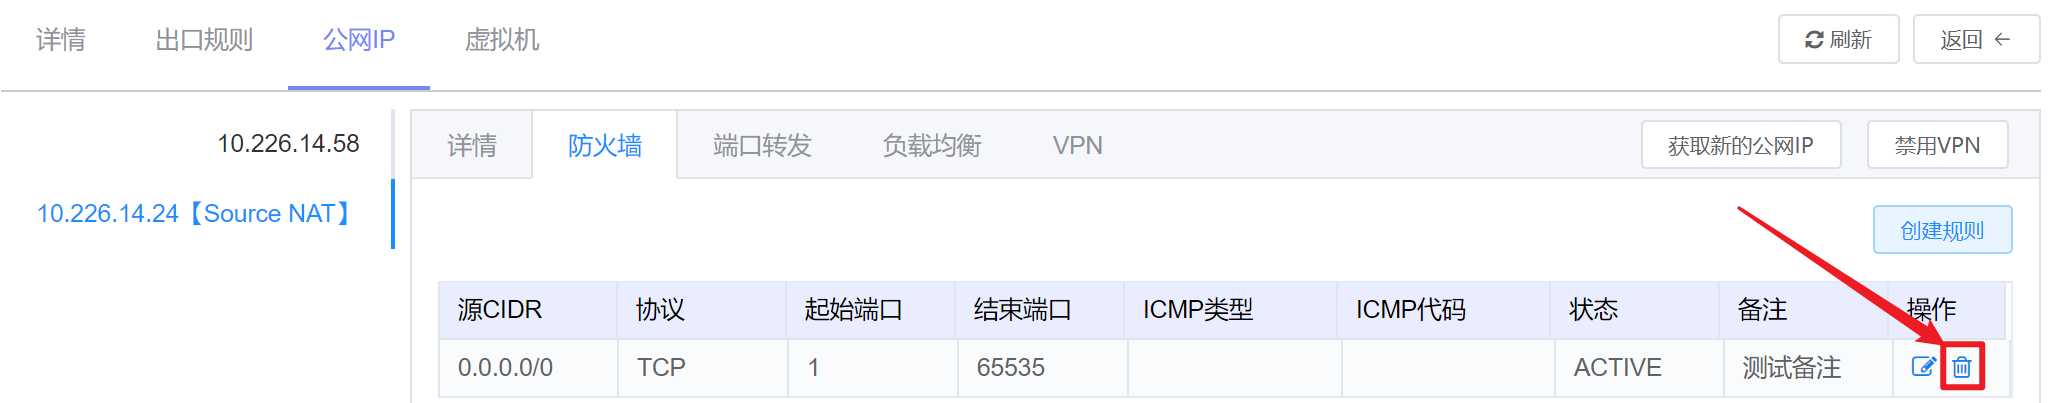 详情 出口规则 公网IP 虚拟机 刷新 返回 ←
10.226.14.58
10.226.14.24【Source NAT】
详情 防火墙 端口转发 负载均衡 VPN 获取新的公网IP 禁用VPN
创建规则
源CIDR 协议 起始端口 结束端口 ICMP类型 ICMP代码 状态 备注 操作
0.0.0.0/0 TCP 1 65535 ACTIVE 测试备注